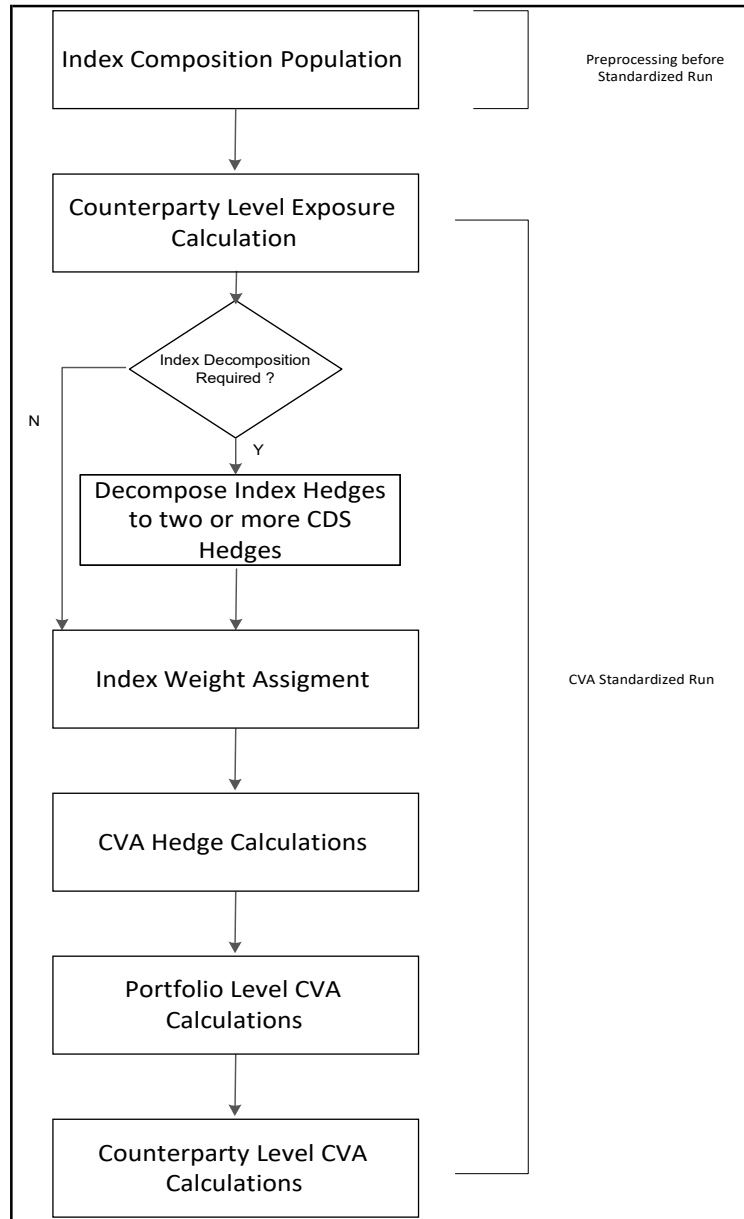 Index Composition Population
Preprocessing before
Standardized Run
Counterparty Level Exposure
Calculation
Index Decomposition
Required ?
N
Y
Decompose Index Hedges
to two or more CDS
Hedges
Index Weight Assigment
CVA Standardized Run
CVA Hedge Calculations
Portfolio Level CVA
Calculations
Counterparty Level CVA
Calculations